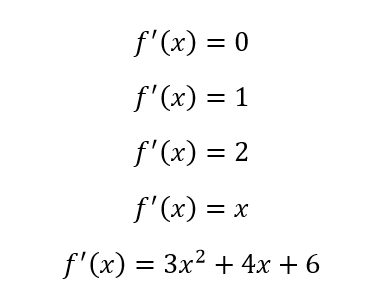 f′(x) = 0
f′(x) = 1
f′(x) = 2
f′(x) = x
f′(x) = 3x² + 4x + 6